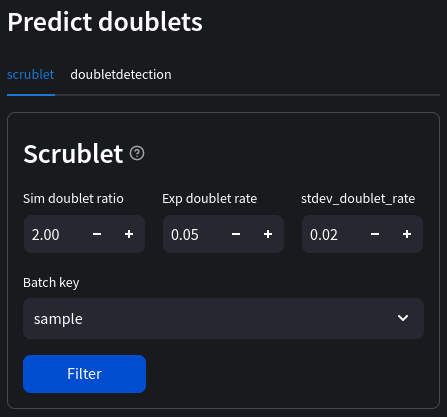 Predict doublets
scrublet doubletdetection
Scrublet ?
Sim doublet ratio Exp doublet rate stdev_doublet_rate
2.00 − + 0.05 − + 0.02 − +
Batch key
sample
Filter